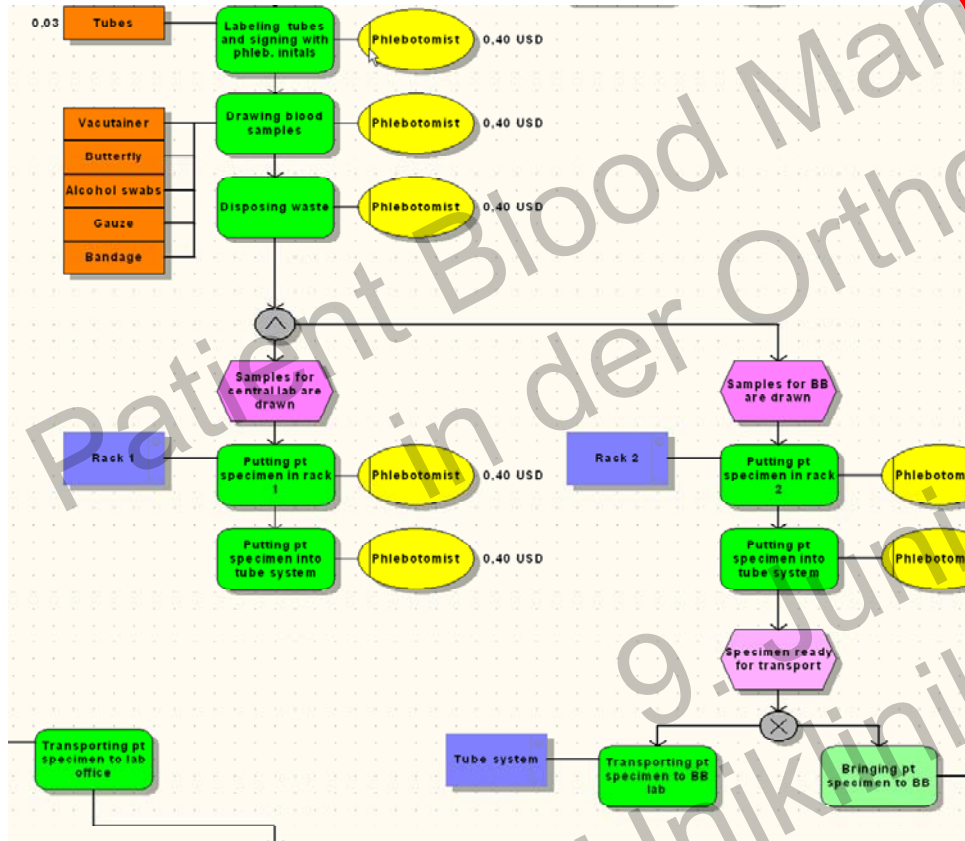 0,03
Tubes
Labeling tubes
and signing with
phleb. initals
Phlebotomist
0,40 USD
Vacutainer
Butterfly
Alcohol swabs
Gauze
Bandage
Drawing blood
samples
Phlebotomist
0,40 USD
Disposing waste
Phlebotomist
0,40 USD
Samples for
central lab are
drawn
Samples for BB
are drawn
Rack 1
Putting pt
specimen in rack
1
Phlebotomist
0,40 USD
Rack 2
Putting pt
specimen in rack
2
Phlebotom
Putting pt
specimen into
tube system
Phlebotomist
0,40 USD
Putting pt
specimen into
tube system
Phlebotom
Specimen ready
for transport
Transporting pt
specimen to lab
office
Tube system
Transporting pt
specimen to BB
lab
Bringing pt
specimen to BB
Patient Blood Man
in der Ortho
9. Juni
Uniklinik